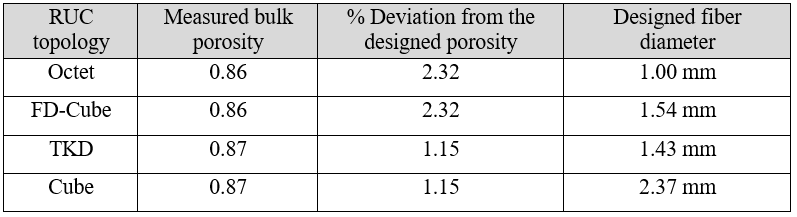 RUC topology Measured bulk porosity % Deviation from the designed porosity Designed fiber diameter
Octet 0.86 2.32 1.00 mm
FD-Cube 0.86 2.32 1.54 mm
TKD 0.87 1.15 1.43 mm
Cube 0.87 1.15 2.37 mm